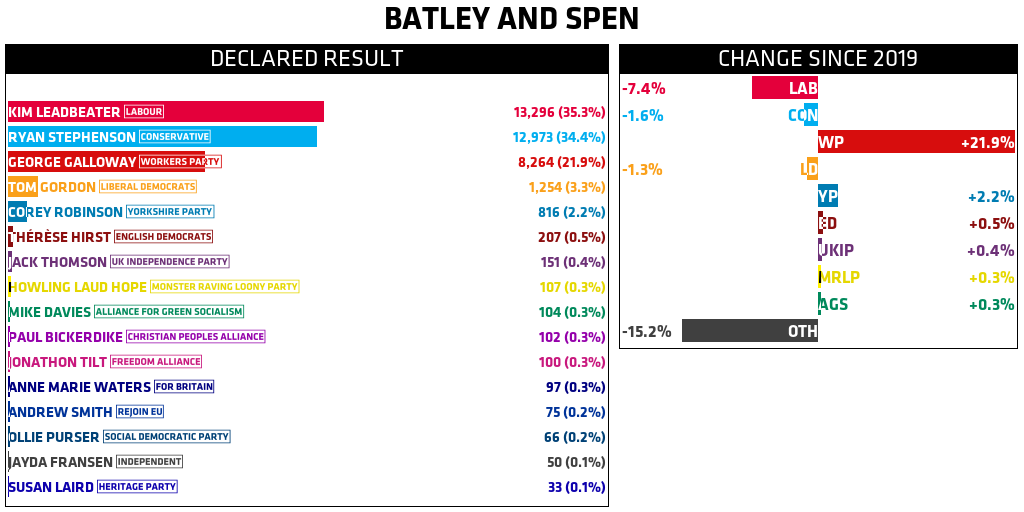 BATLEY AND SPEN
DECLARED RESULT
KIM LEADBEATER LABOUR 13,296 (35.3%)
RYAN STEPHENSON CONSERVATIVE 12,973 (34.4%)
GEORGE GALLOWAY WORKERS PARTY 8,264 (21.9%)
TOM GORDON LIBERAL DEMOCRATS 1,254 (3.3%)
COREY ROBINSON YORKSHIRE PARTY 816 (2.2%)
THÉRÈSE HIRST ENGLISH DEMOCRATS 207 (0.5%)
JACK THOMSON UK INDEPENDENCE PARTY 151 (0.4%)
HOWLING LAUD HOPE MONSTER RAVING LOONY PARTY 107 (0.3%)
MIKE DAVIES ALLIANCE FOR GREEN SOCIALISM 104 (0.3%)
PAUL BICKERDIKE CHRISTIAN PEOPLES ALLIANCE 102 (0.3%)
JONATHON TILT FREEDOM ALLIANCE 100 (0.3%)
ANNE MARIE WATERS FOR BRITAIN 97 (0.3%)
ANDREW SMITH REJOIN EU 75 (0.2%)
OLLIE PURSER SOCIAL DEMOCRATIC PARTY 66 (0.2%)
JAYDA FRANSEN INDEPENDENT 50 (0.1%)
SUSAN LAIRD HERITAGE PARTY 33 (0.1%)
CHANGE SINCE 2019
-7.4% LAB
-1.6% CON
WP +21.9%
-1.3% LD
YP +2.2%
ED +0.5%
UKIP +0.4%
MRLP +0.3%
AGS +0.3%
-15.2% OTH